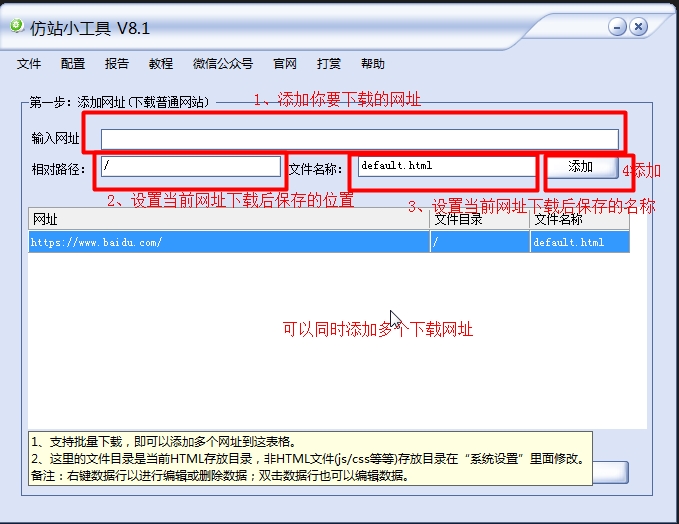 仿站小工具 V8.1
文件 配置 报告 教程 微信公众号 官网 打赏 帮助
第一步：添加网址(下载普通网站)
1、添加你要下载的网址
输入网址
相对路径： / 文件名称： default.html 添加 4添加
2、设置当前网址下载后保存的位置
3、设置当前网址下载后保存的名称
网址 文件目录 文件名称
https://www.baidu.com/ / default.html
可以同时添加多个下载网址
1、支持批量下载，即可以添加多个网址到这表格。
2、这里的文件目录是当前HTML存放目录，非HTML文件(js/css等等)存放目录在“系统设置”里面修改。
备注：右键数据行以进行编辑或删除数据；双击数据行也可以编辑数据。